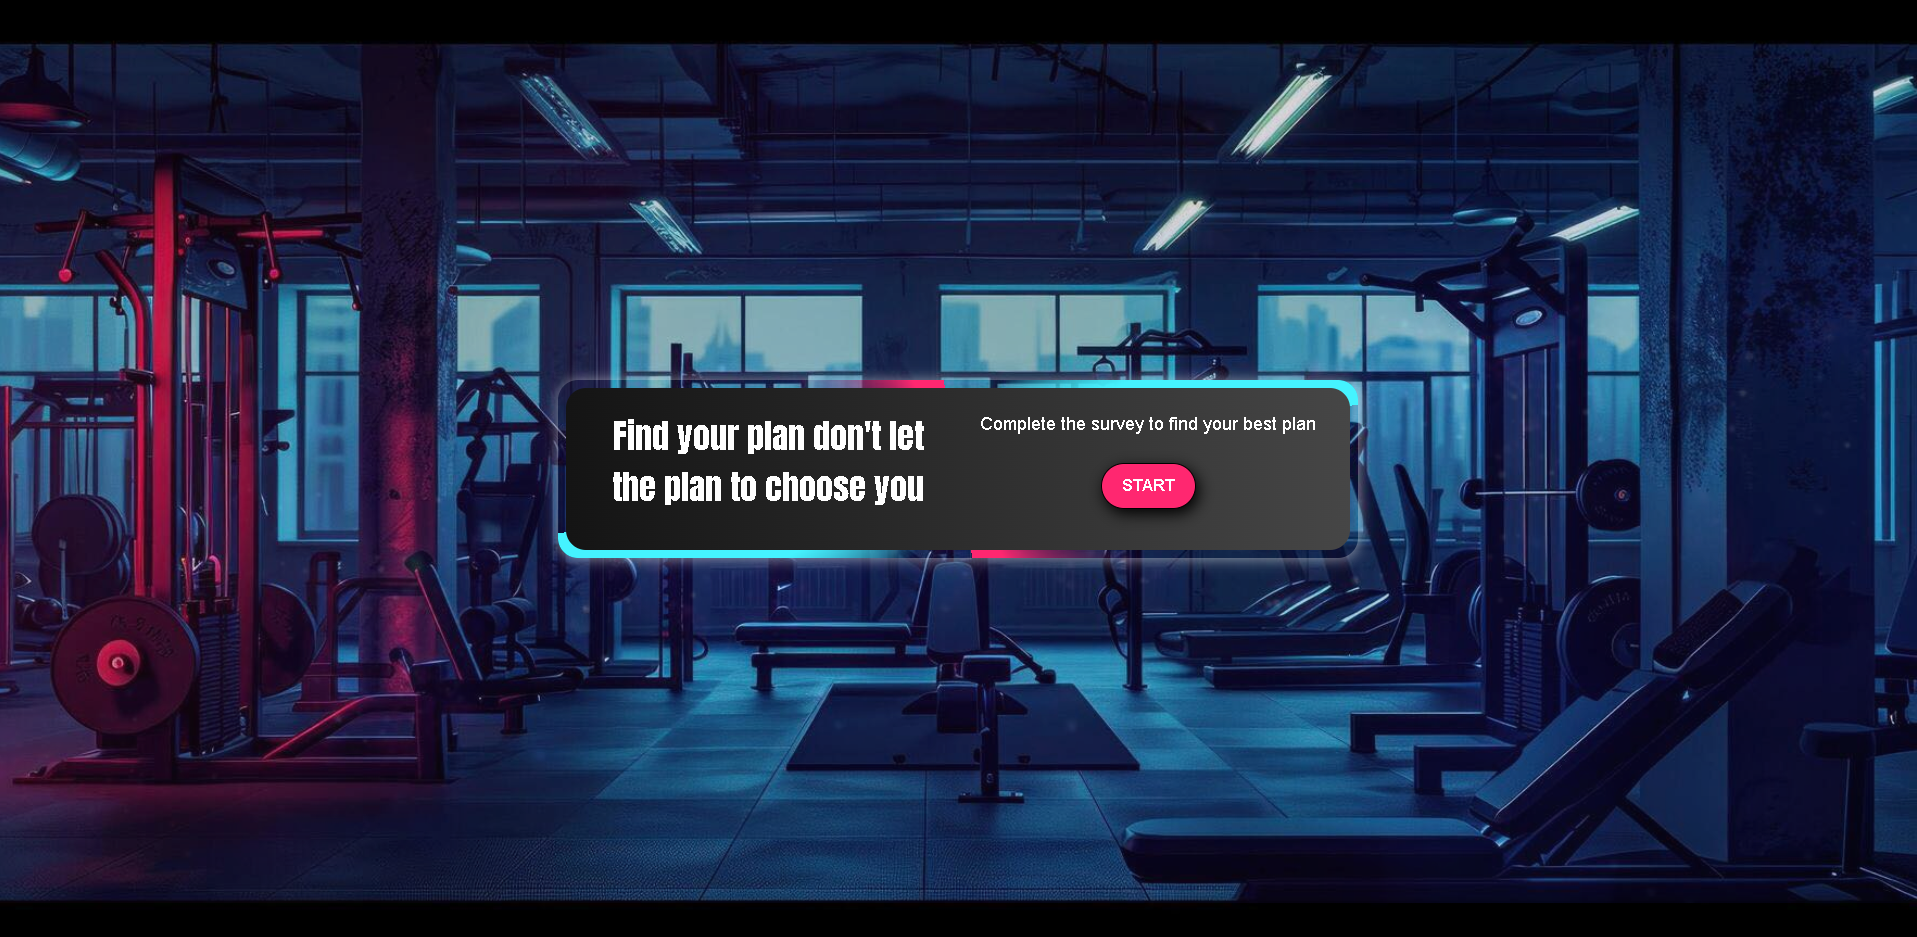 Find your plan don't let
the plan to choose you
Complete the survey to find your best plan
START